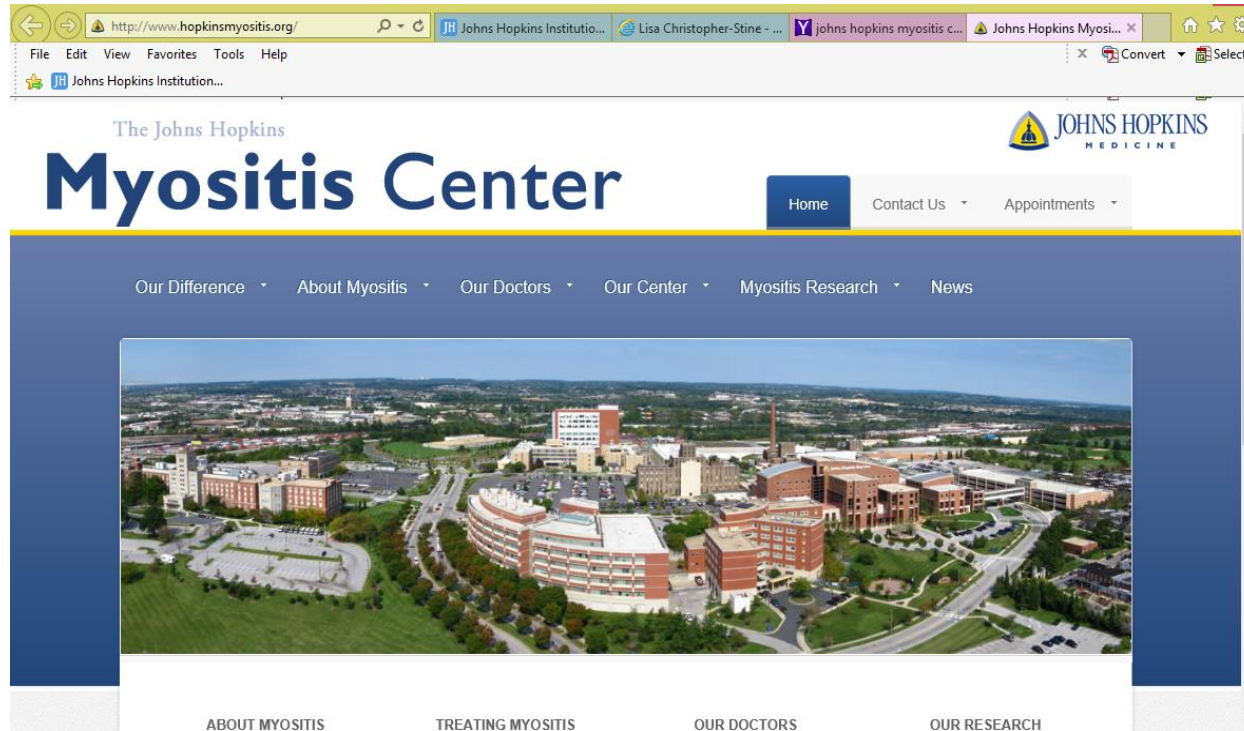 http://www.hopkinsmyositis.org/
Johns Hopkins Institutio...
Lisa Christopher-Stine - ...
johns hopkins myositis c...
Johns Hopkins Myosi...
File Edit View Favorites Tools Help
x Convert Select
JH Johns Hopkins Institution...
The Johns Hopkins
Myositis Center
JOHNS HOPKINS
MEDICINE
Home Contact Us Appointments
Our Difference About Myositis Our Doctors Our Center Myositis Research News
ABOUT MYOSITIS TREATING MYOSITIS OUR DOCTORS OUR RESEARCH